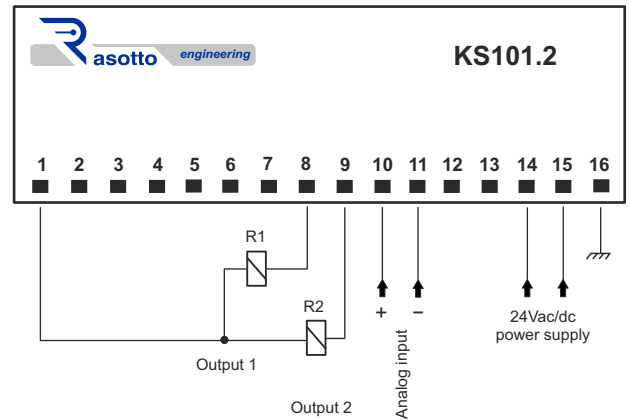 Rasotto engineering
KS101.2
1 2 3 4 5 6 7 8 9 10 11 12 13 14 15 16
R1
R2
+ −
Output 1
Output 2
Analog input
24Vac/dc
power supply